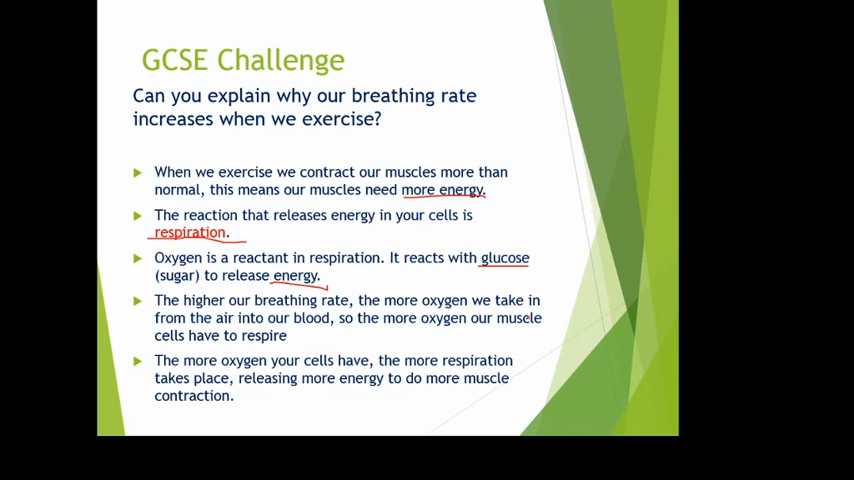 GCSE Challenge
Can you explain why our breathing rate
increases when we exercise?
When we exercise we contract our muscles more than
normal, this means our muscles need more energy.
The reaction that releases energy in your cells is
respiration.
Oxygen is a reactant in respiration. It reacts with glucose
(sugar) to release energy.
The higher our breathing rate, the more oxygen we take in
from the air into our blood, so the more oxygen our muscle
cells have to respire
The more oxygen your cells have, the more respiration
takes place, releasing more energy to do more muscle
contraction.